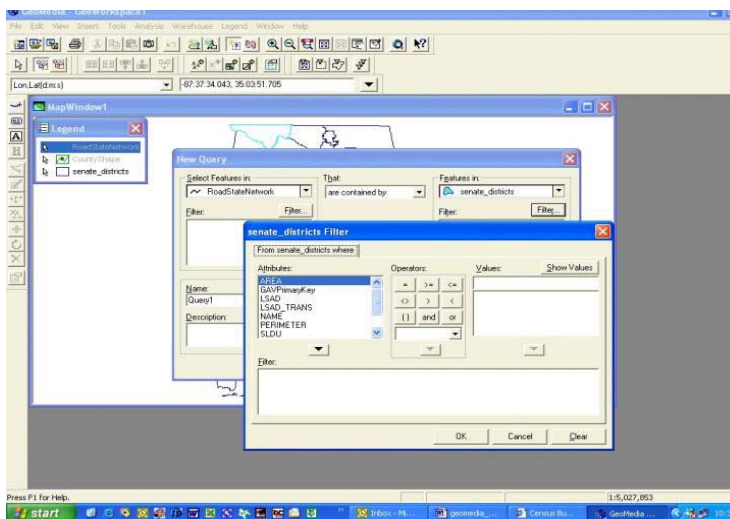 GeoMedia - GeoWorkspace1
File Edit View Insert Tools Analysis Warehouse Legend Window Help
Lon,Lat(d:m:s) -87:37:34.043, 35:03:51.705
MapWindow1
Legend
RoadStateNetwork
CountyShape
senate_districts
New Query
Select Features in: That: Features in:
RoadStateNetwork are contained by senate_districts
Filter: Filter... Filter: Filter...
senate_districts Filter
From senate_districts where
Attributes: Operators: Values: Show Values
AREA
GAVPrimaryKey
LSAD
LSAD_TRANS
NAME
PERIMETER
SLDU
= >= <=
<> > <
() and or
Name:
Query1
Description:
Filter:
OK Cancel Clear
Press F1 for Help. 1:5,027,853
start Inbox - M... geomedia_... Census Bu... GeoMedia ...